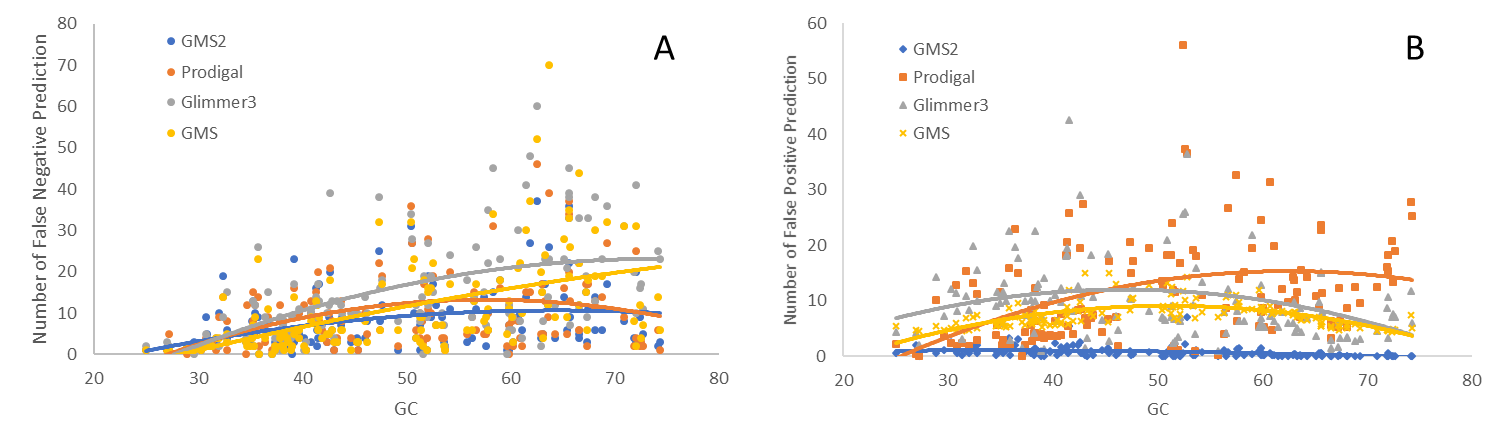 A
Number of False Negative Prediction
80
70
60
50
40
30
20
10
0
GMS2
Prodigal
Glimmer3
GMS
20 30 40 50 60 70 80
GC
B
Number of False Positive Prediction
60
50
40
30
20
10
0
GMS2
Prodigal
Glimmer3
GMS
20 30 40 50 60 70 80
GC